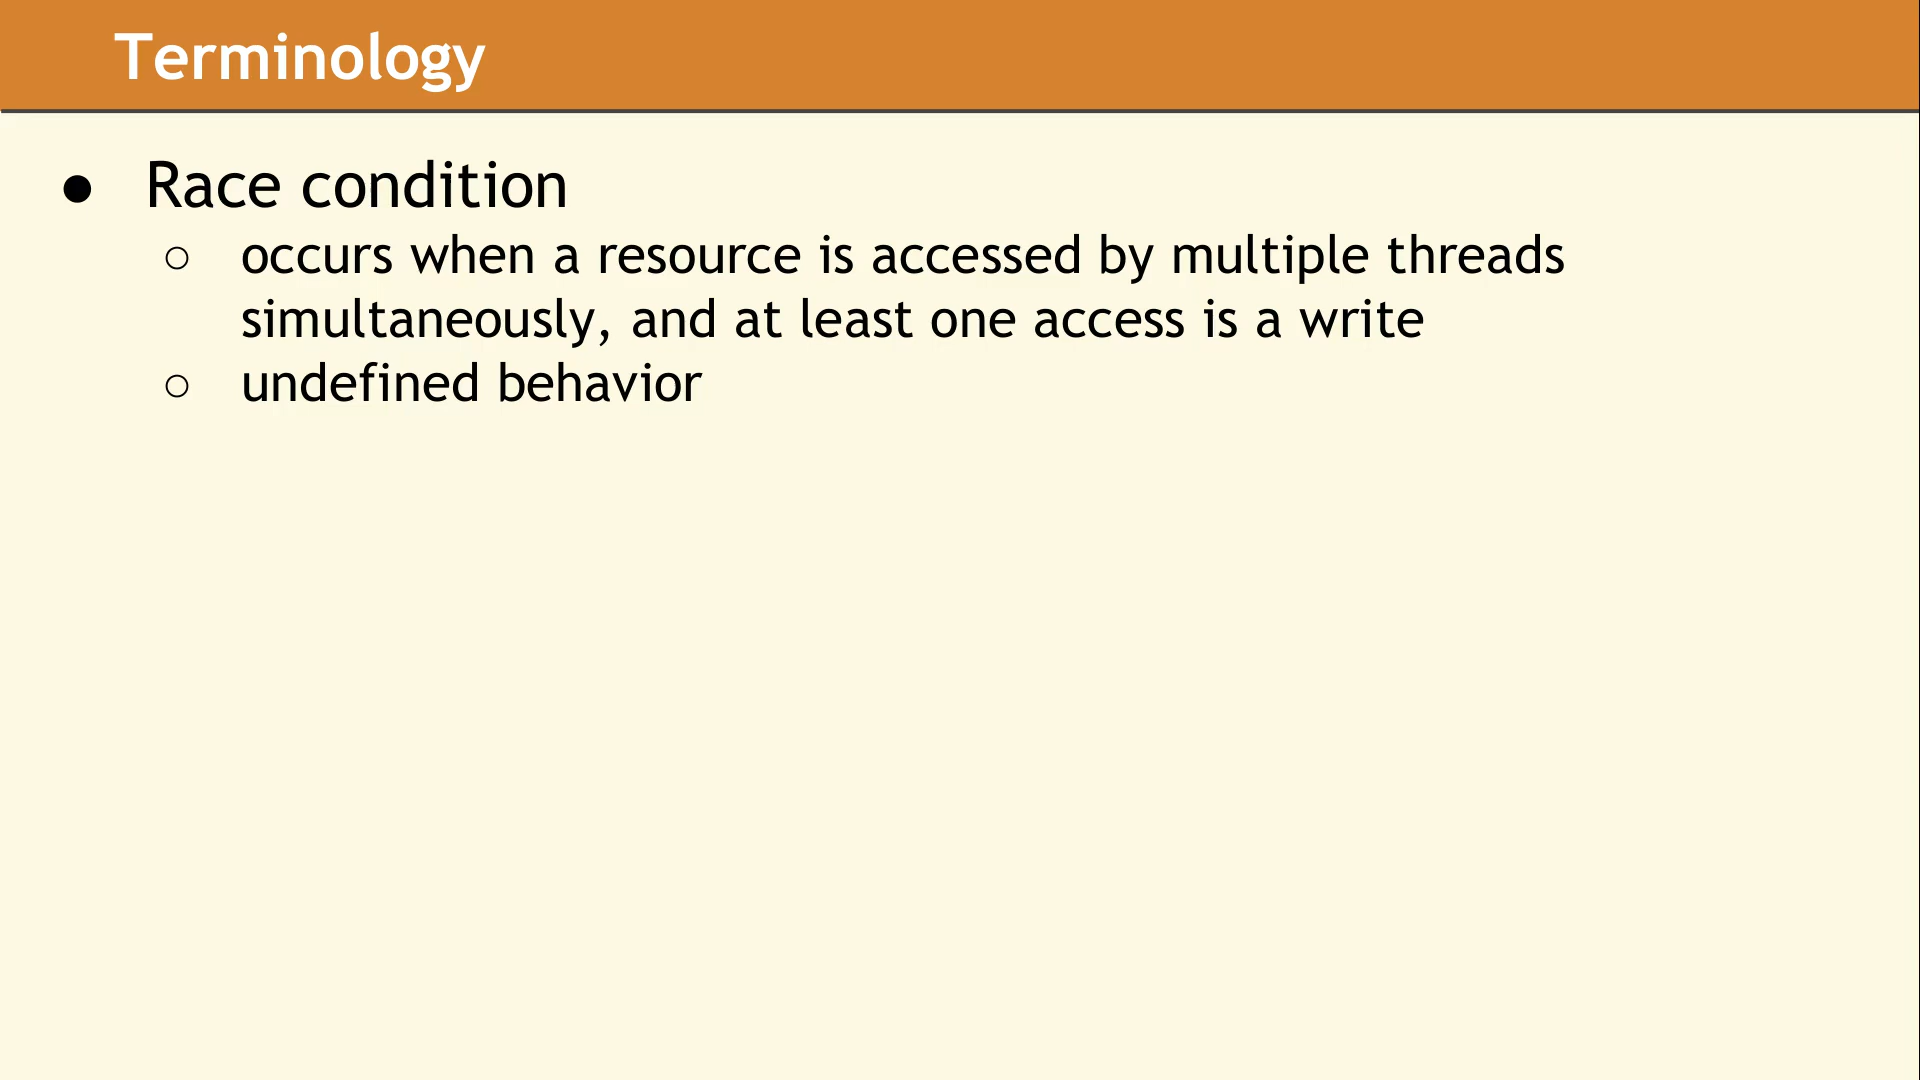 Terminology
● Race condition
○ occurs when a resource is accessed by multiple threads
simultaneously, and at least one access is a write
○ undefined behavior